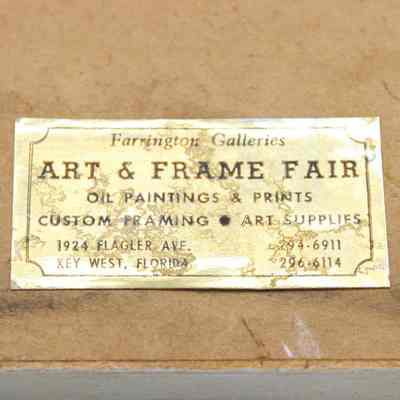 Farrington Galleries
ART & FRAME FAIR
OIL PAINTINGS & PRINTS
CUSTOM FRAMING ● ART SUPPLIES
1924 FLAGLER AVE. 294-6911
KEY WEST, FLORIDA 296-6114